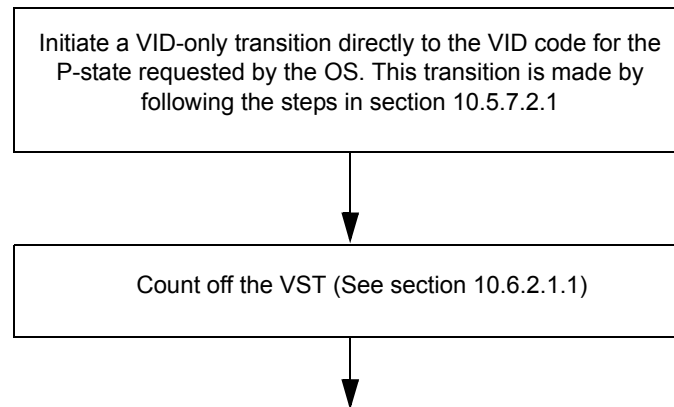 Initiate a VID-only transition directly to the VID code for the
P-state requested by the OS. This transition is made by
following the steps in section 10.5.7.2.1
Count off the VST (See section 10.6.2.1.1)